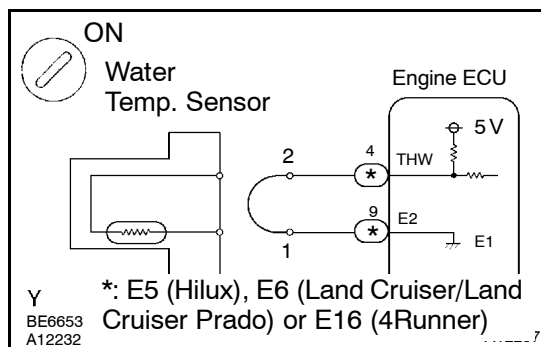 ON
Water
Temp. Sensor
Engine ECU
5 V
2
4
THW
*
9
E2
*
1
E1
*: E5 (Hilux), E6 (Land Cruiser/Land
Cruiser Prado) or E16 (4Runner)
Y
BE6653
A12232